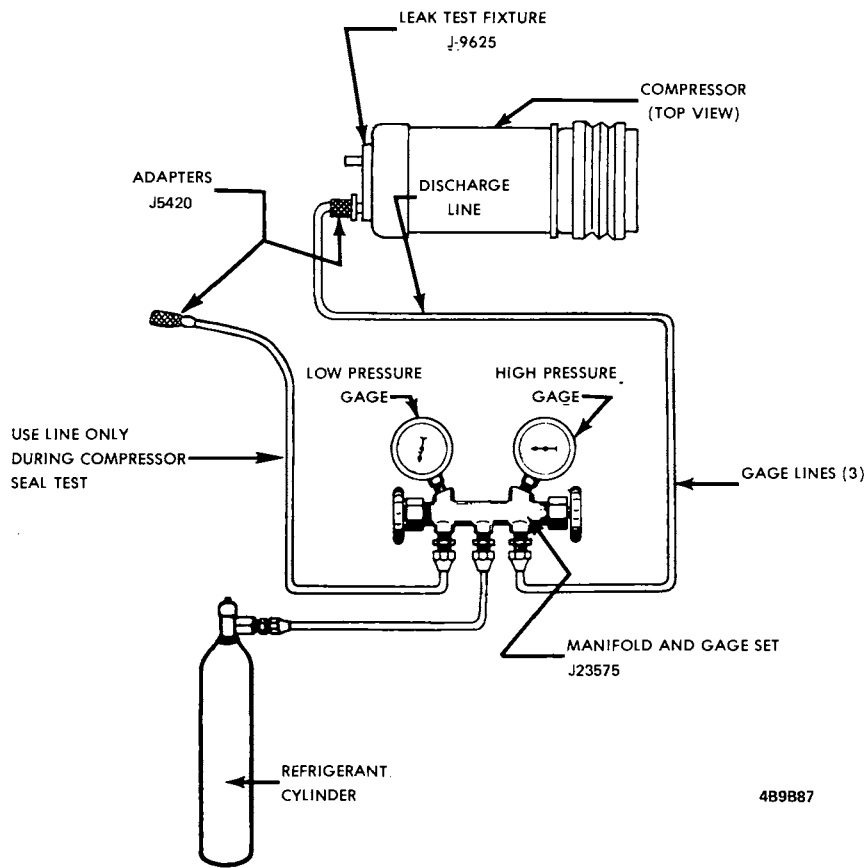 LEAK TEST FIXTURE
J-9625
COMPRESSOR
(TOP VIEW)
ADAPTERS
J5420
DISCHARGE
LINE
LOW PRESSURE
GAGE
HIGH PRESSURE
GAGE
USE LINE ONLY
DURING COMPRESSOR
SEAL TEST
GAGE LINES (3)
MANIFOLD AND GAGE SET
J23575
REFRIGERANT
CYLINDER
4B9B87